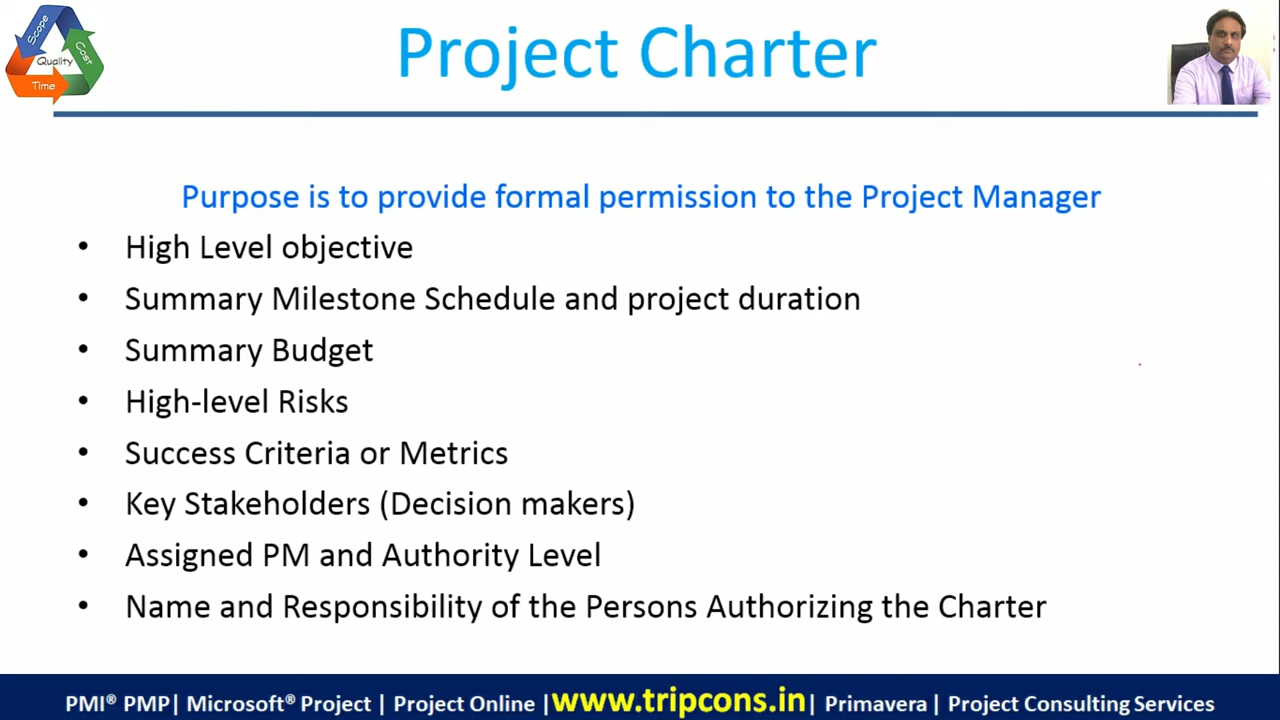 Scope
Cost
Quality
Time
Project Charter
Purpose is to provide formal permission to the Project Manager
• High Level objective
• Summary Milestone Schedule and project duration
• Summary Budget
• High-level Risks
• Success Criteria or Metrics
• Key Stakeholders (Decision makers)
• Assigned PM and Authority Level
• Name and Responsibility of the Persons Authorizing the Charter
PMI® PMP| Microsoft® Project | Project Online |www.tripcons.in| Primavera | Project Consulting Services